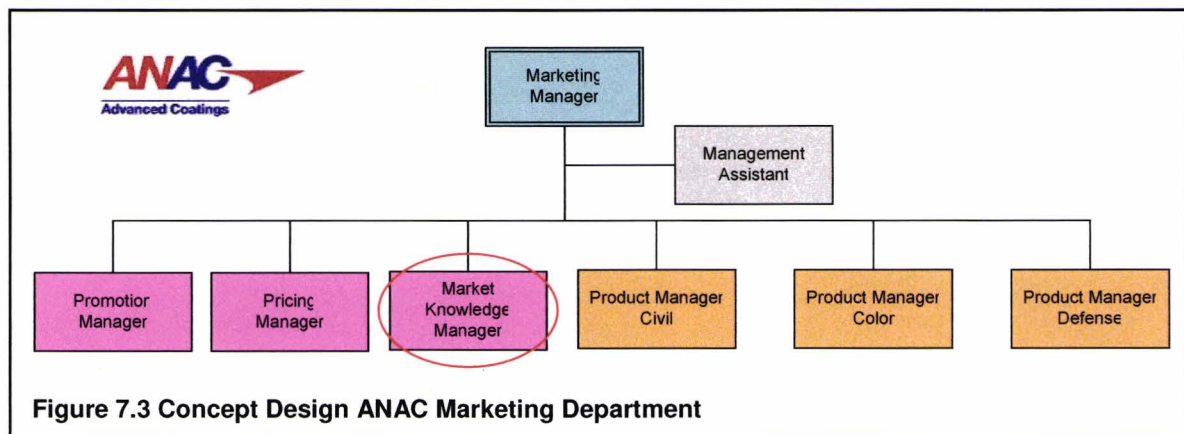 ANAC
Advanced Coatings
Marketing
Manager
Management
Assistant
Promotior
Manager
Pricing
Manager
Market
Knowledge
Manager
Product Manager
Civil
Product Manager
Color
Product Manager
Defense
Figure 7.3 Concept Design ANAC Marketing Department